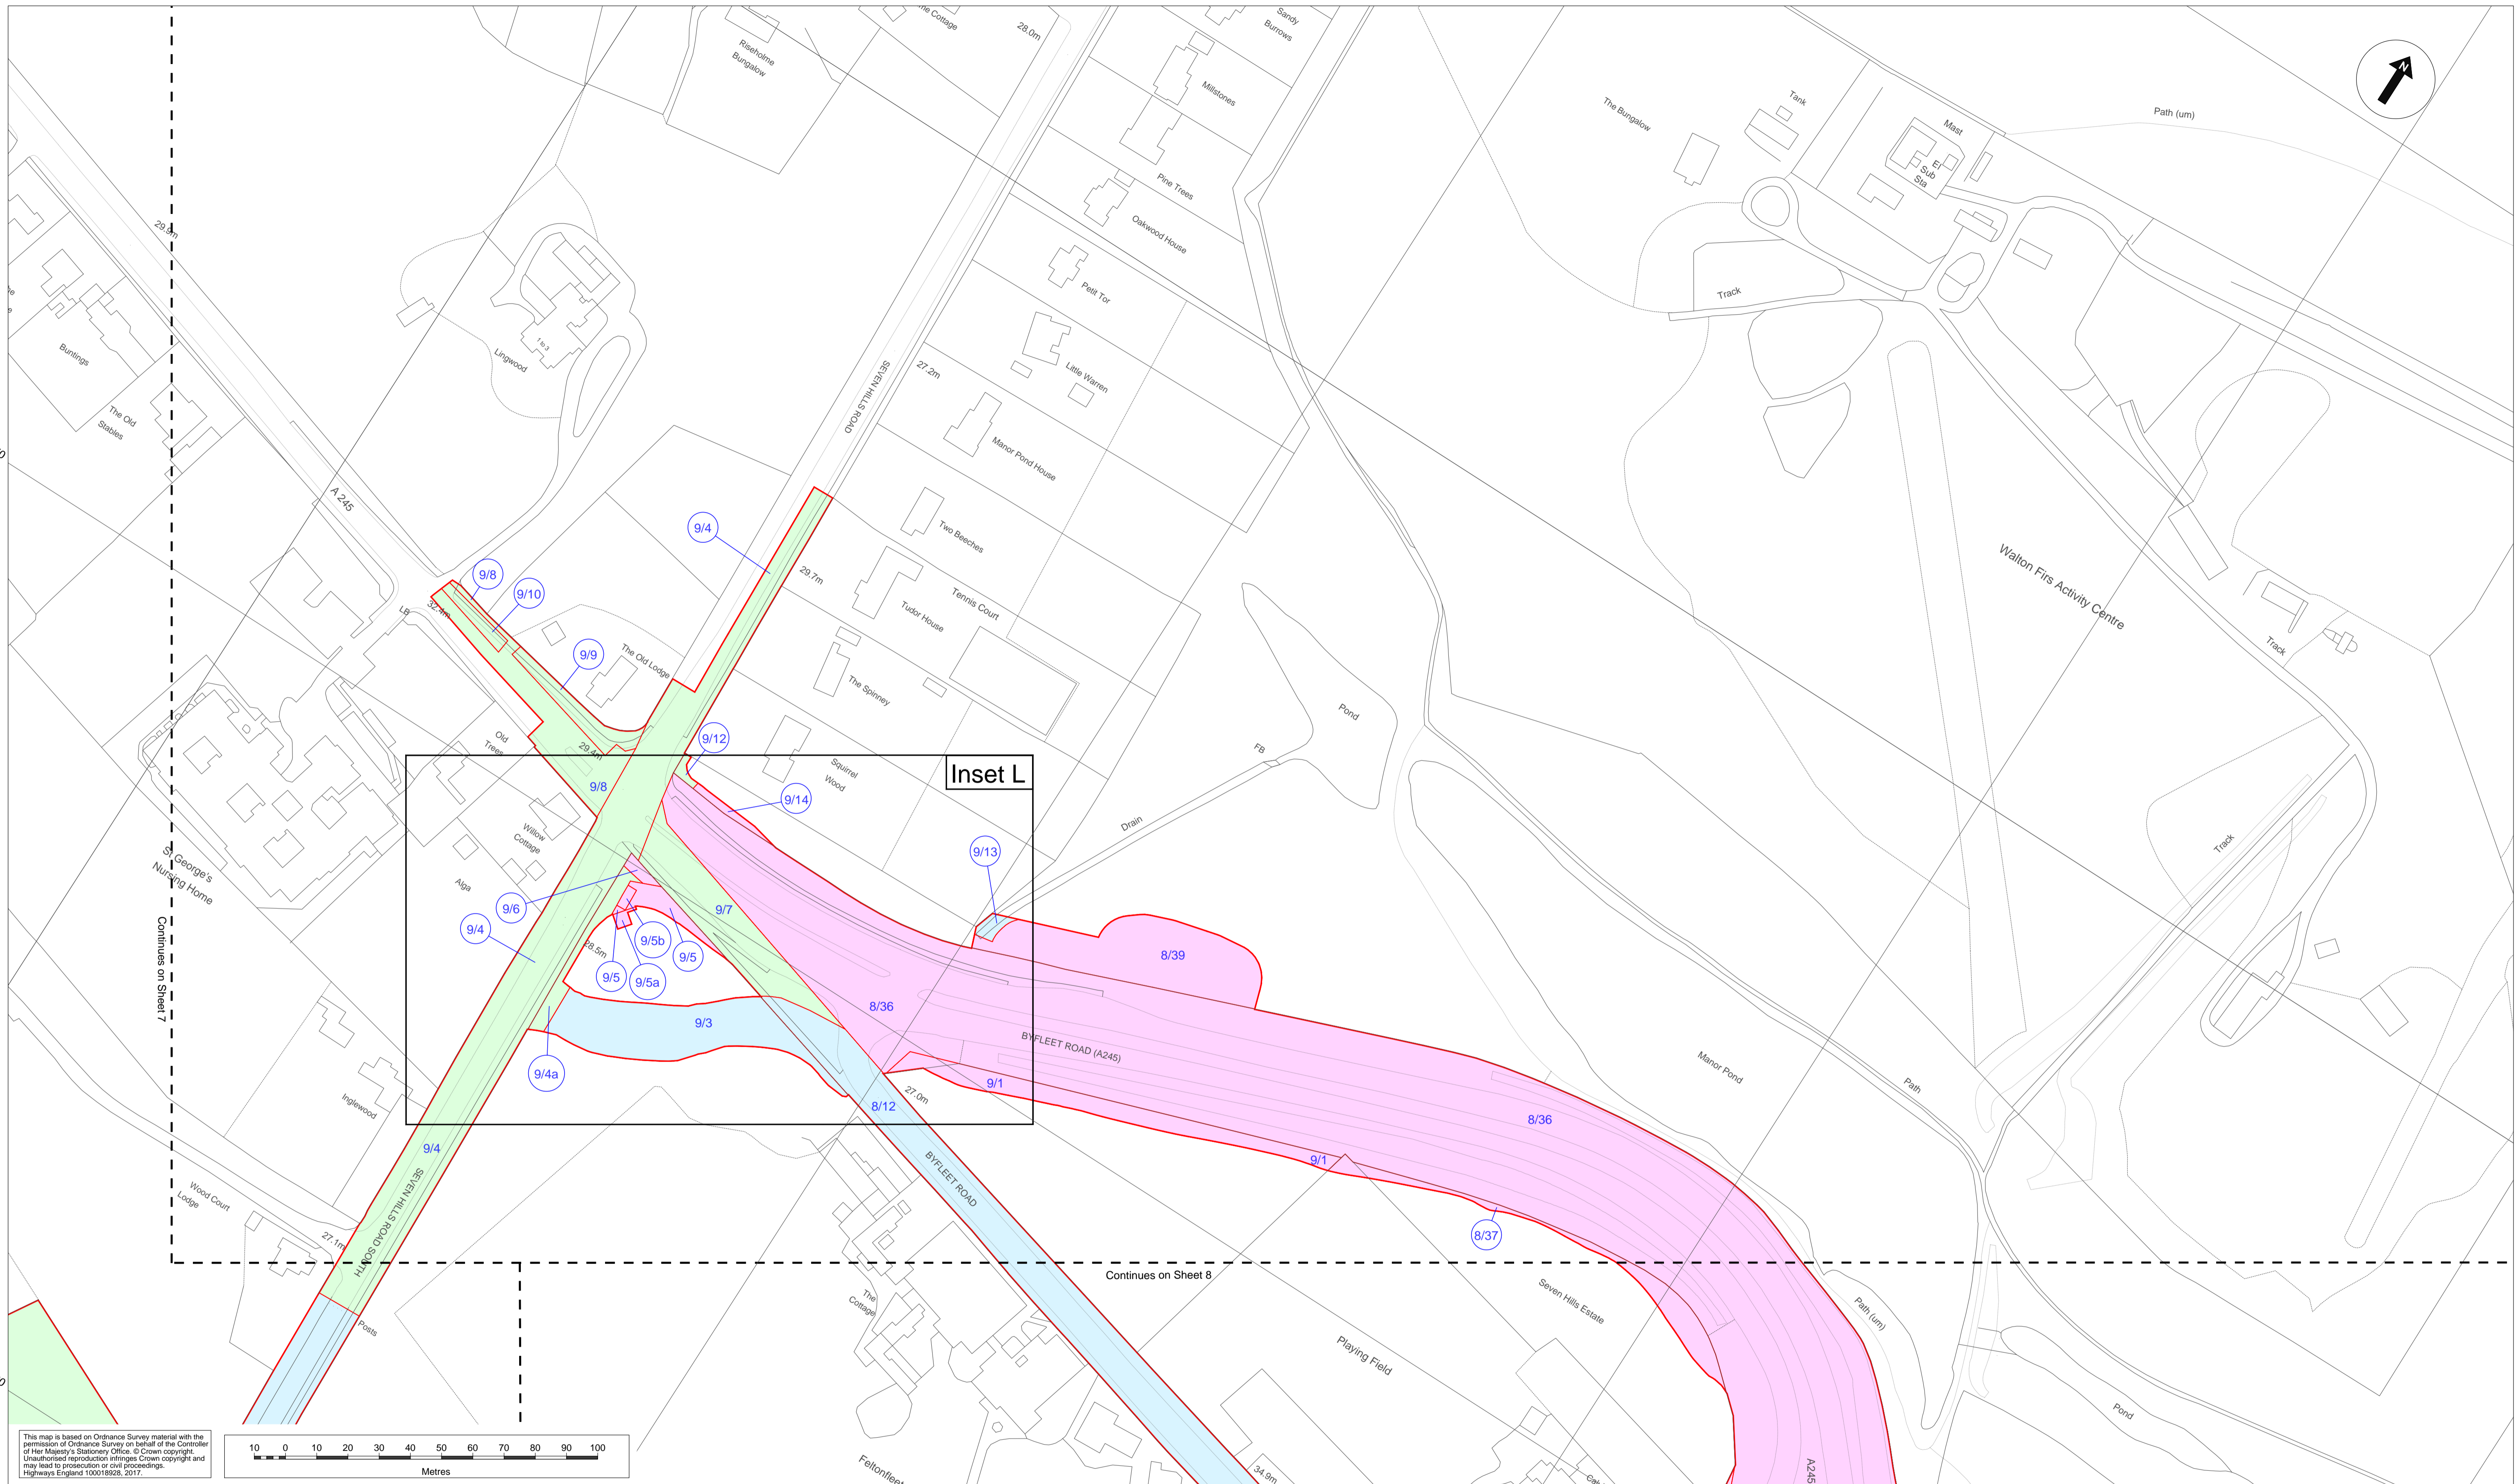 The Cottage
28.0m
Sandy
Burrows
Riseholme
Bungalow
Millstones
N
Tank
The Bungalow
Mast
Path (um)
El
Sub
Sta
Pine Trees
Oakwood House
29.9m
Petit Tor
Track
Buntings
1 to 3
Lingwood
27.2m
Little Warren
SEVEN HILLS ROAD
The Old
Stables
Manor Pond House
A 245
9/4
Two Beeches
29.7m
Walton Firs Activity Centre
9/8
9/10
LB
32.4m
Tennis Court
Tudor House
9/9
The Old Lodge
Track
The Spinney
Pond
Old
Trees
29.4m
9/12
FB
Squirrel
Wood
Inset L
9/8
9/14
Drain
Willow
Cottage
Track
St George's
Nursing Home
Alga
9/13
9/6
9/7
9/4
28.5m
9/5b
9/5
9/5
9/5a
8/39
Continues on Sheet 7
8/36
9/3
BYFLEET ROAD (A245)
Manor Pond
9/4a
9/1
Path
27.0m
8/12
Inglewood
8/36
9/4
9/1
BYFLEET ROAD
Wood Court
Lodge
SEVEN HILLS ROAD SOUTH
27.1m
8/37
Continues on Sheet 8
Seven Hills Estate
The
Cottage
Path (um)
Posts
Playing Field
Pond
A245
34.9m
Feltonfleet
This map is based on Ordnance Survey material with the
permission of Ordnance Survey on behalf of the Controller
of Her Majesty's Stationery Office. © Crown copyright.
Unauthorised reproduction infringes Crown copyright and
may lead to prosecution or civil proceedings.
Highways England 100018928, 2017.
10 0 10 20 30 40 50 60 70 80 90 100
Metres